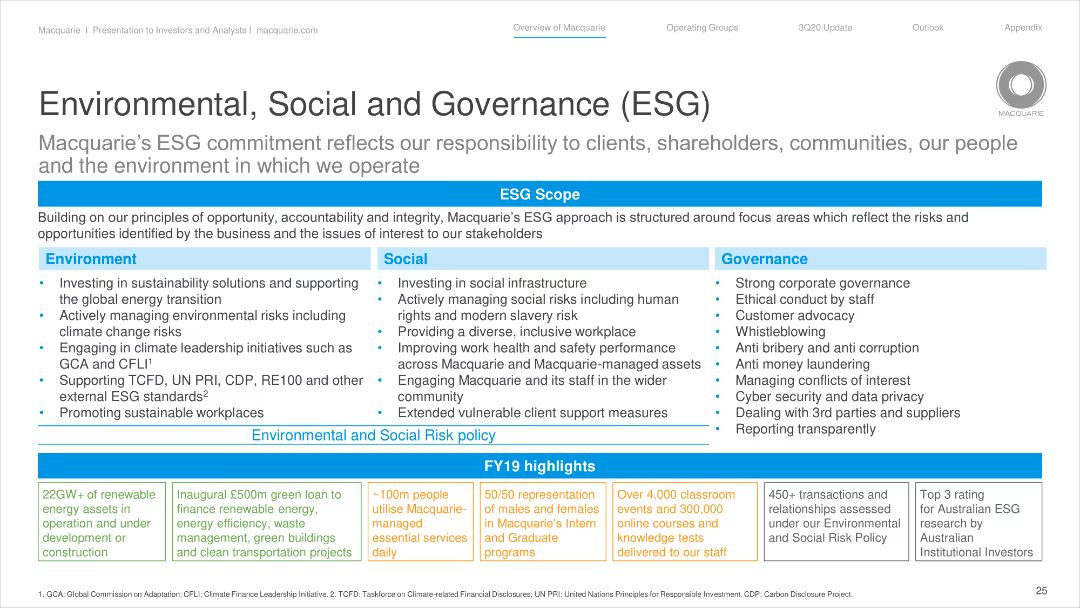 Macquarie | Presentation to Investors and Analysts | macquarie.com
Overview of Macquarie
Operating Groups
3Q20 Update
Outlook
Appendix
MACQUARIE
Environmental, Social and Governance (ESG)
Macquarie's ESG commitment reflects our responsibility to clients, shareholders, communities, our people
and the environment in which we operate
ESG Scope
Building on our principles of opportunity, accountability and integrity, Macquarie's ESG approach is structured around focus areas which reflect the risks and
opportunities identified by the business and the issues of interest to our stakeholders
Environment
• Investing in sustainability solutions and supporting
the global energy transition
• Actively managing environmental risks including
climate change risks
• Engaging in climate leadership initiatives such as
GCA and CFLI¹
• Supporting TCFD, UN PRI, CDP, RE100 and other
external ESG standards²
• Promoting sustainable workplaces
Social
• Investing in social infrastructure
• Actively managing social risks including human
rights and modern slavery risk
• Providing a diverse, inclusive workplace
• Improving work health and safety performance
across Macquarie and Macquarie-managed assets
• Engaging Macquarie and its staff in the wider
community
• Extended vulnerable client support measures
Environmental and Social Risk policy
Governance
• Strong corporate governance
• Ethical conduct by staff
• Customer advocacy
• Whistleblowing
• Anti bribery and anti corruption
• Anti money laundering
• Managing conflicts of interest
• Cyber security and data privacy
• Dealing with 3rd parties and suppliers
• Reporting transparently
FY19 highlights
22GW+ of renewable
energy assets in
operation and under
development or
construction
Inaugural £500m green loan to
finance renewable energy,
energy efficiency, waste
management, green buildings
and clean transportation projects
~100m people
utilise Macquarie-
managed
essential services
daily
50/50 representation
of males and females
in Macquarie's Intern
and Graduate
programs
Over 4,000 classroom
events and 300,000
online courses and
knowledge tests
delivered to our staff
450+ transactions and
relationships assessed
under our Environmental
and Social Risk Policy
Top 3 rating
for Australian ESG
research by
Australian
Institutional Investors
1. GCA: Global Commission on Adaptation; CFLI: Climate Finance Leadership Initiative. 2. TCFD: Taskforce on Climate-related Financial Disclosures; UN PRI: United Nations Principles for Responsible Investment. CDP: Carbon Disclosure Project.
25